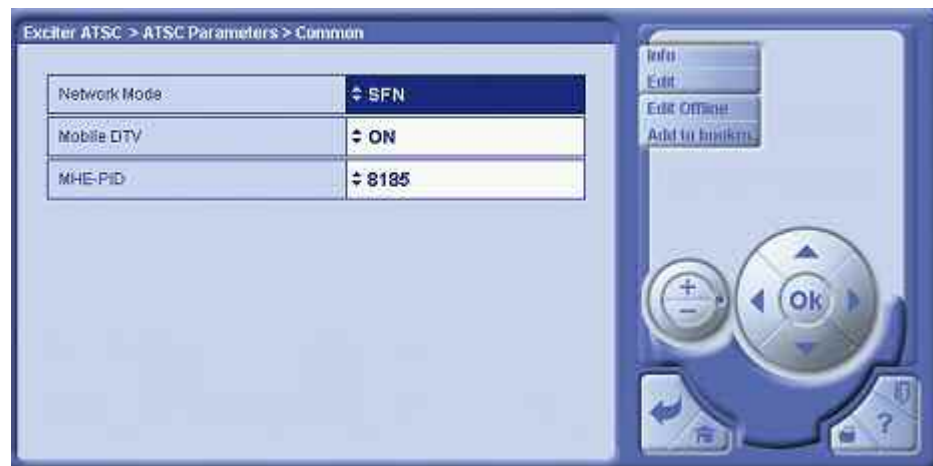 Exciter ATSC > ATSC Parameters > Common
Network Mode
SFN
Mobile DTV
ON
MHE-PID
8185
Info
Edit
Edit Offline
Add to bookm.
+
−
Ok
?